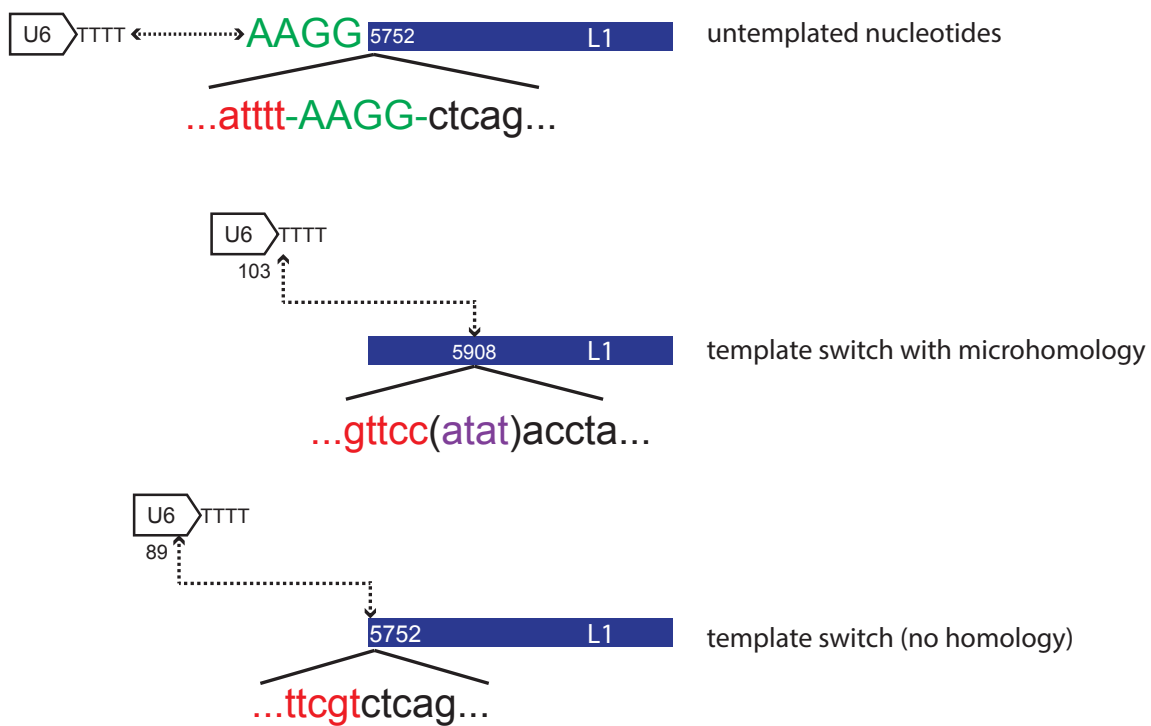 U6 TTTT AAGG 5752 L1 untemplated nucleotides
...atttt-AAGG-ctcag...
U6 TTTT
103
5908 L1 template switch with microhomology
...gttcc(atat)accta...
U6 TTTT
89
5752 L1 template switch (no homology)
...ttcgtctcag...